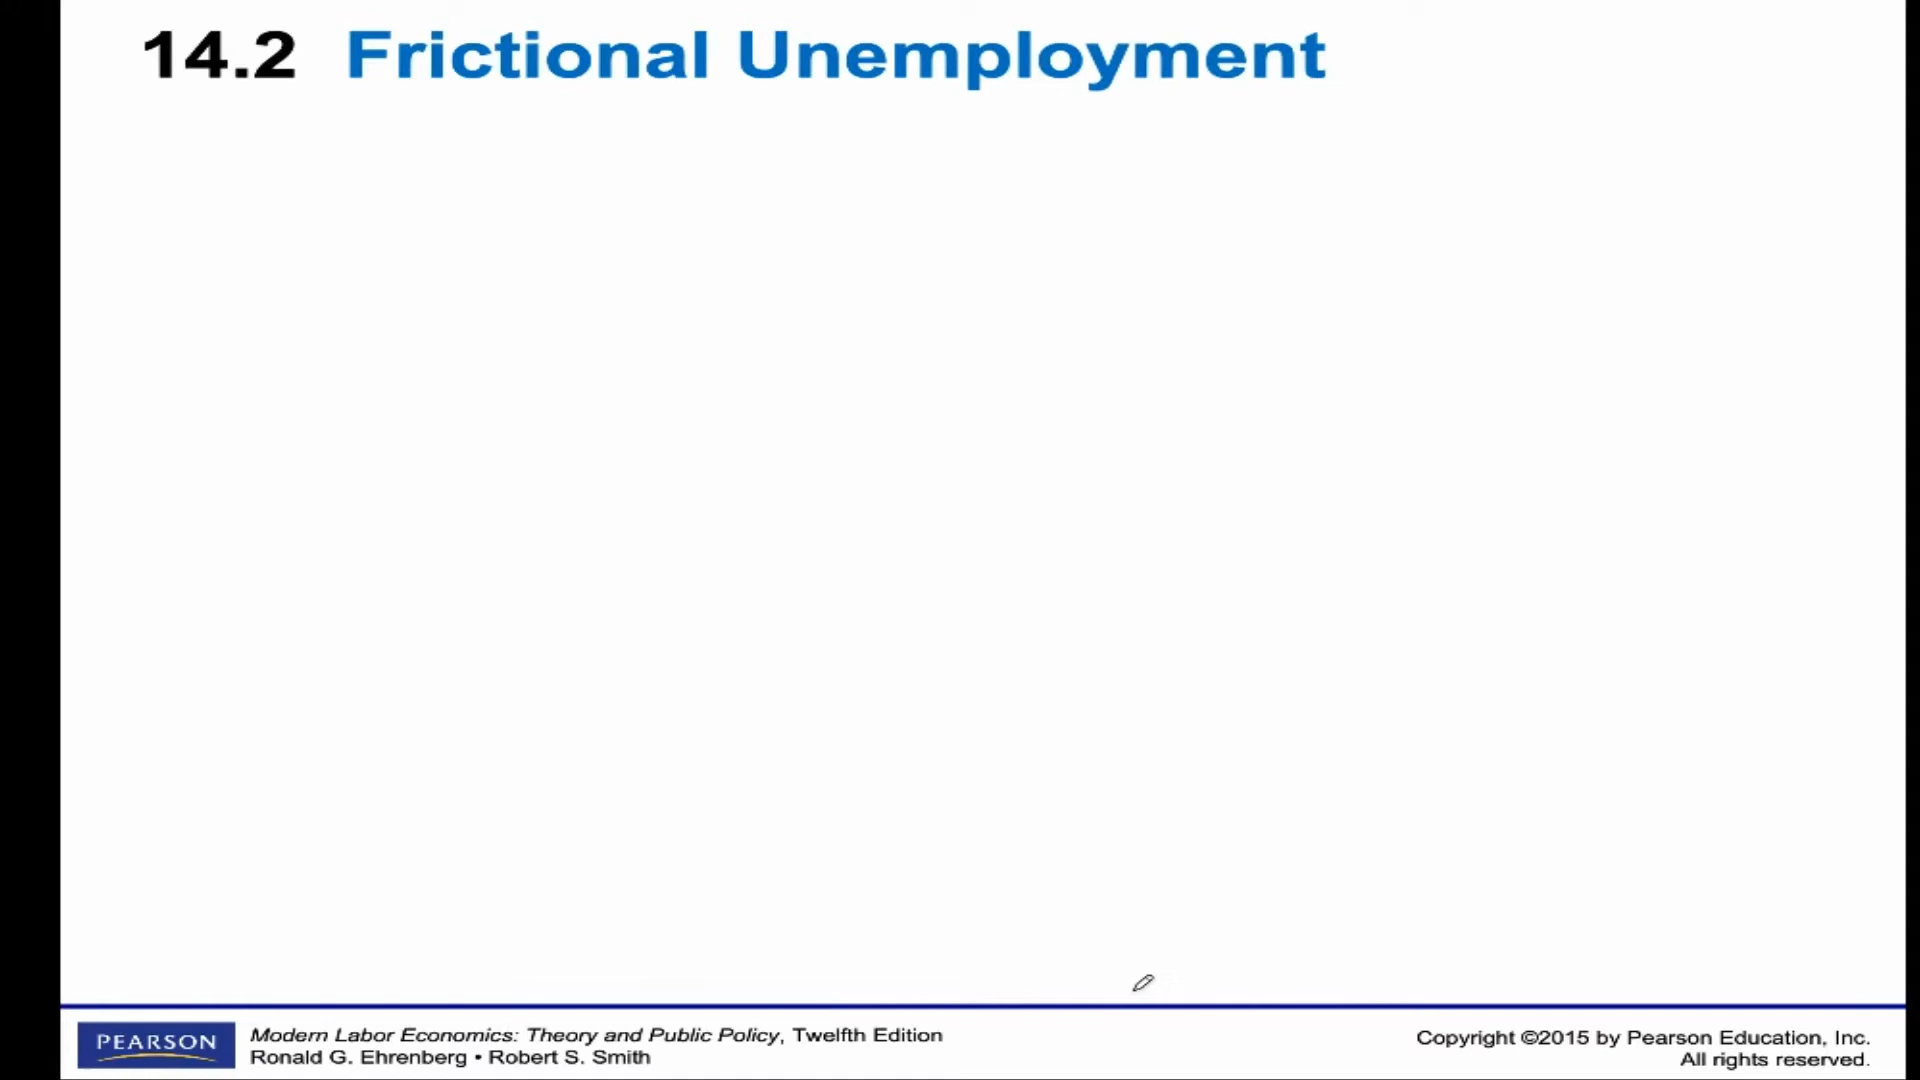 14.2 Frictional Unemployment
PEARSON
Modern Labor Economics: Theory and Public Policy, Twelfth Edition
Ronald G. Ehrenberg • Robert S. Smith
Copyright ©2015 by Pearson Education, Inc.
All rights reserved.